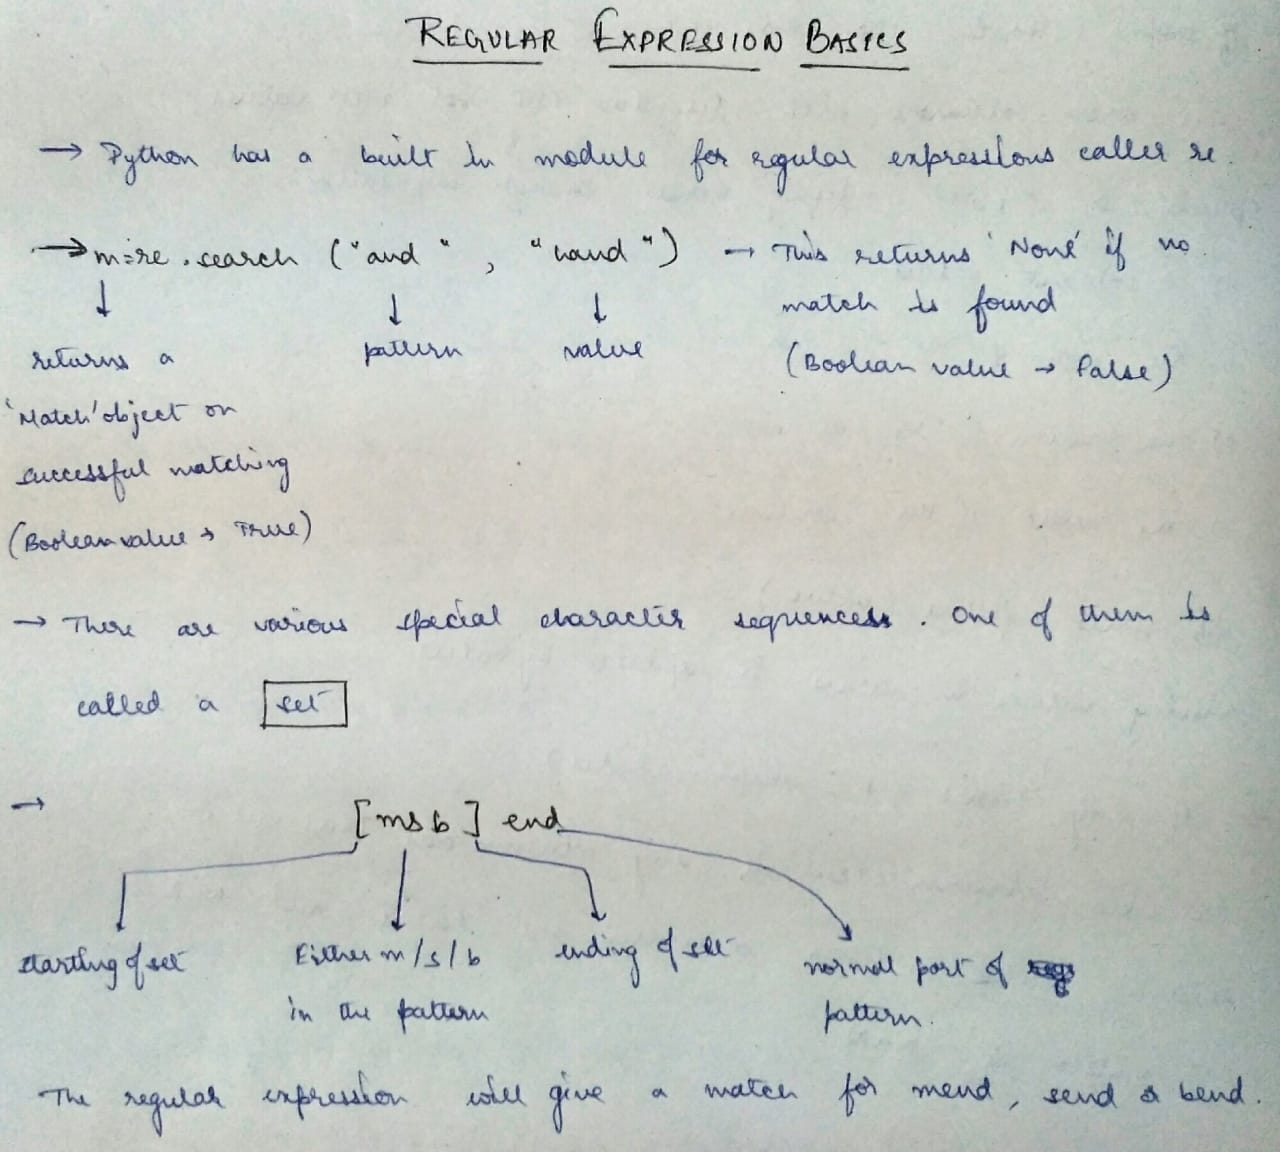 REGULAR EXPRESSION BASICS
→ Python has a built in module for regular expressions called re.
→ m = re.search ("and", "hand") → This returns 'None' if no
match is found
(Boolean value → False)
↓ ↓ ↓
returns a pattern value
'Match' object on
successful matching
(Boolean value → True)
→ There are various special character sequences. One of them is
called a set
→ [msb] end
starting of set Either m/s/b ending of set normal part of
in the pattern pattern.
The regular expression will give a match for mend, send & bend.